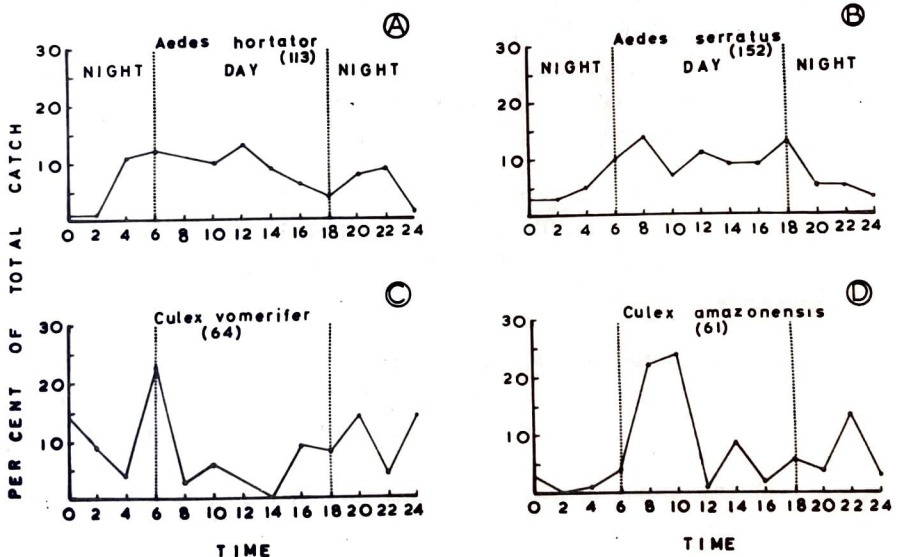 PER CENT OF TOTAL CATCH
A
Aedes hortator
(113)
NIGHT DAY NIGHT
30
20
10
0 2 4 6 8 10 12 14 16 18 20 22 24
B
Aedes serratus
(152)
NIGHT DAY NIGHT
30
20
10
0 2 4 6 8 10 12 14 16 18 20 22 24
C
Culex vomerifer
(64)
30
20
10
0 2 4 6 8 10 12 14 16 18 20 22 24
TIME
D
Culex amazonensis
(61)
30
20
10
0 2 4 6 8 10 12 14 16 18 20 22 24
TIME